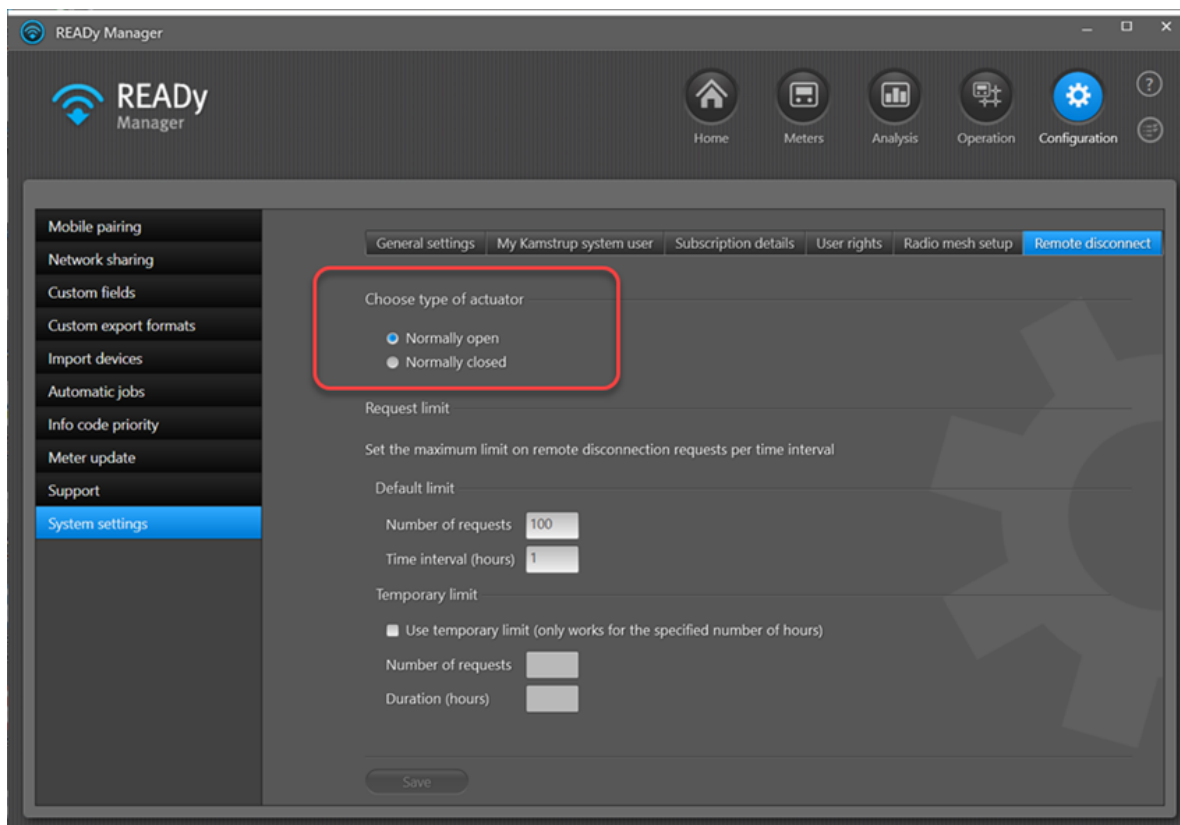 READy Manager
READy
Manager
Home
Meters
Analysis
Operation
Configuration
?
Mobile pairing
Network sharing
Custom fields
Custom export formats
Import devices
Automatic jobs
Info code priority
Meter update
Support
System settings
General settings
My Kamstrup system user
Subscription details
User rights
Radio mesh setup
Remote disconnect
Choose type of actuator
Normally open
Normally closed
Request limit
Set the maximum limit on remote disconnection requests per time interval
Default limit
Number of requests 100
Time interval (hours) 1
Temporary limit
Use temporary limit (only works for the specified number of hours)
Number of requests
Duration (hours)
Save